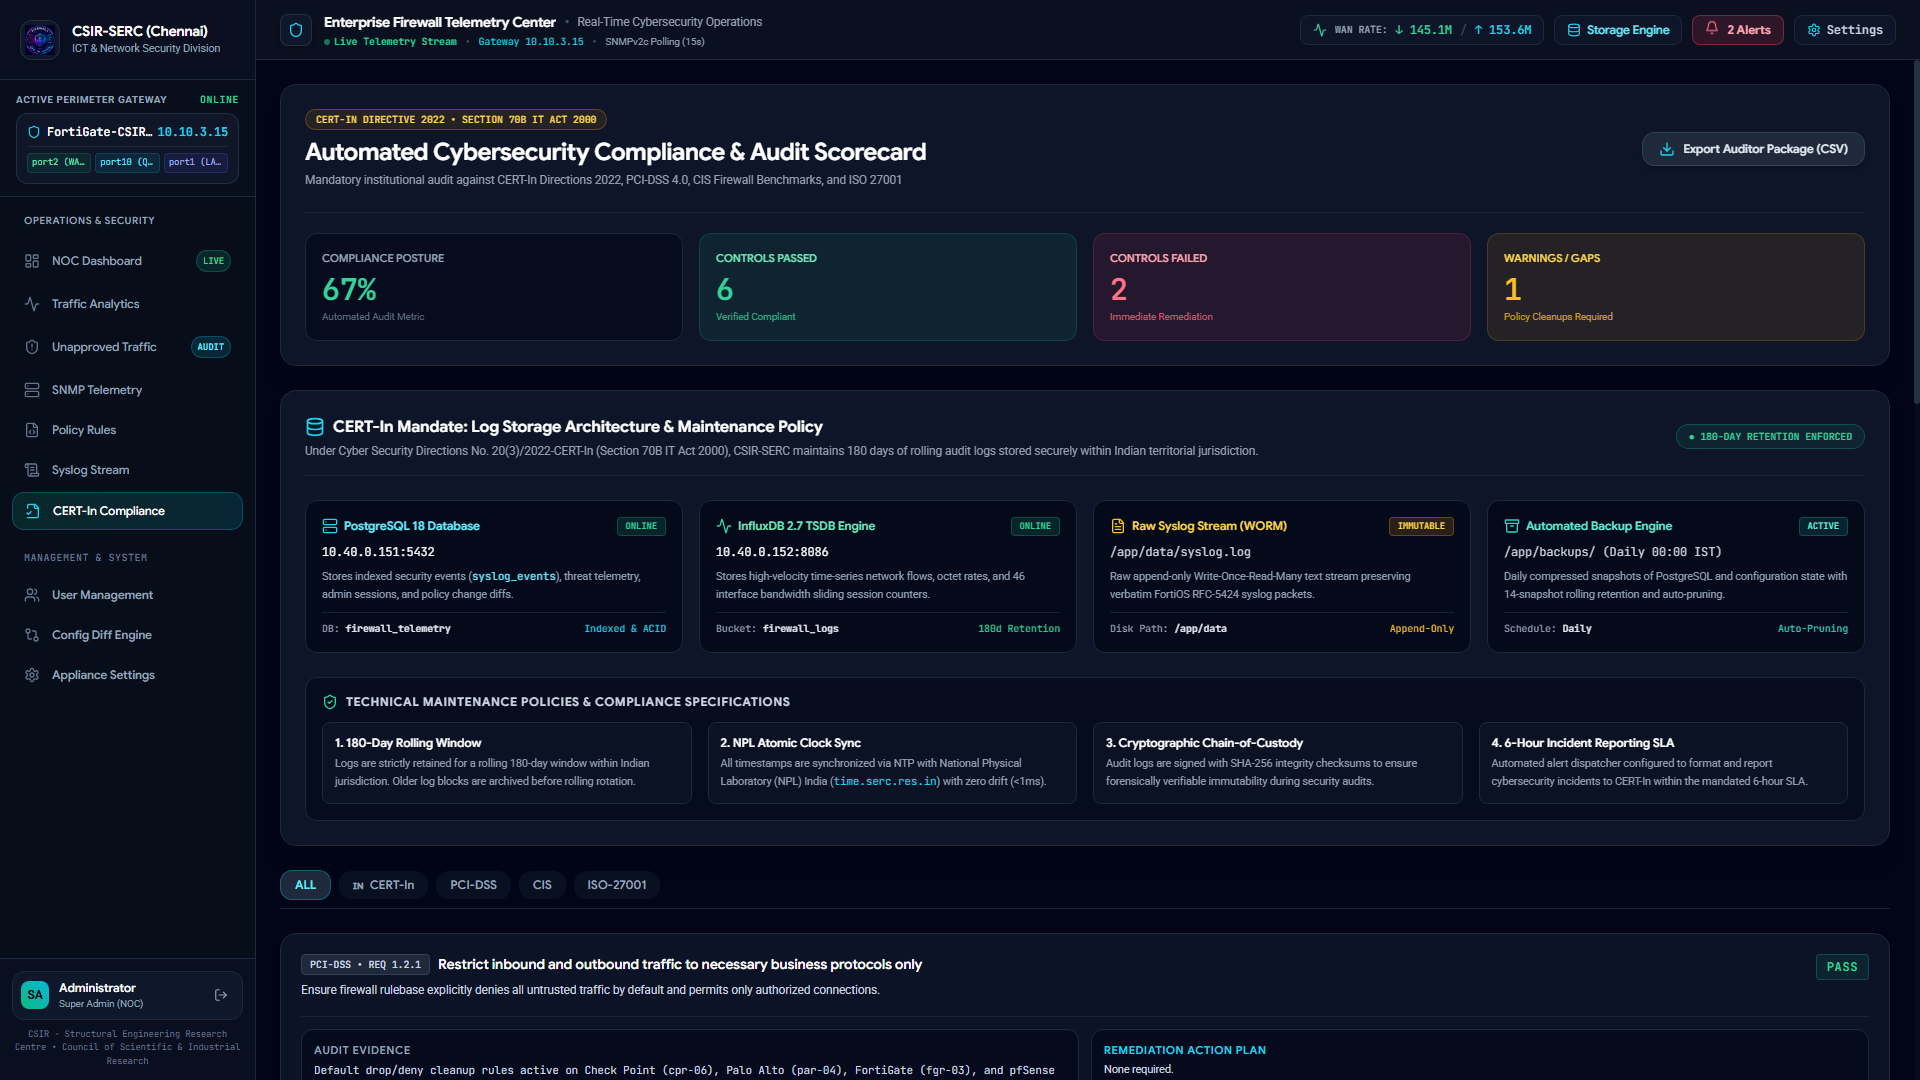 CSIR-SERC (Chennai)
ICT & Network Security Division
ACTIVE PERIMETER GATEWAY ONLINE
FortiGate-CSIR… 10.10.3.15
port2 (WA… port10 (Q… port1 (LA…
OPERATIONS & SECURITY
NOC Dashboard LIVE
Traffic Analytics
Unapproved Traffic AUDIT
SNMP Telemetry
Policy Rules
Syslog Stream
CERT-In Compliance
MANAGEMENT & SYSTEM
User Management
Config Diff Engine
Appliance Settings
SA Administrator
Super Admin (NOC)
CSIR - Structural Engineering Research
Centre • Council of Scientific & Industrial
Research
Enterprise Firewall Telemetry Center • Real-Time Cybersecurity Operations
Live Telemetry Stream • Gateway 10.10.3.15 • SNMPv2c Polling (15s)
WAN RATE: ↓ 145.1M / ↑ 153.6M
Storage Engine
2 Alerts
Settings
CERT-IN DIRECTIVE 2022 • SECTION 70B IT ACT 2000
Automated Cybersecurity Compliance & Audit Scorecard
Mandatory institutional audit against CERT-In Directions 2022, PCI-DSS 4.0, CIS Firewall Benchmarks, and ISO 27001
Export Auditor Package (CSV)
COMPLIANCE POSTURE
67%
Automated Audit Metric
CONTROLS PASSED
6
Verified Compliant
CONTROLS FAILED
2
Immediate Remediation
WARNINGS / GAPS
1
Policy Cleanups Required
CERT-In Mandate: Log Storage Architecture & Maintenance Policy
Under Cyber Security Directions No. 20(3)/2022-CERT-In (Section 70B IT Act 2000), CSIR-SERC maintains 180 days of rolling audit logs stored securely within Indian territorial jurisdiction.
• 180-DAY RETENTION ENFORCED
PostgreSQL 18 Database ONLINE
10.40.0.151:5432
Stores indexed security events (syslog_events), threat telemetry,
admin sessions, and policy change diffs.
DB: firewall_telemetry Indexed & ACID
InfluxDB 2.7 TSDB Engine ONLINE
10.40.0.152:8086
Stores high-velocity time-series network flows, octet rates, and 46
interface bandwidth sliding session counters.
Bucket: firewall_logs 180d Retention
Raw Syslog Stream (WORM) IMMUTABLE
/app/data/syslog.log
Raw append-only Write-Once-Read-Many text stream preserving
verbatim FortiOS RFC-5424 syslog packets.
Disk Path: /app/data Append-Only
Automated Backup Engine ACTIVE
/app/backups/ (Daily 00:00 IST)
Daily compressed snapshots of PostgreSQL and configuration state with
14-snapshot rolling retention and auto-pruning.
Schedule: Daily Auto-Pruning
TECHNICAL MAINTENANCE POLICIES & COMPLIANCE SPECIFICATIONS
1. 180-Day Rolling Window
Logs are strictly retained for a rolling 180-day window within Indian
jurisdiction. Older log blocks are archived before rolling rotation.
2. NPL Atomic Clock Sync
All timestamps are synchronized via NTP with National Physical
Laboratory (NPL) India (time.serc.res.in) with zero drift (<1ms).
3. Cryptographic Chain-of-Custody
Audit logs are signed with SHA-256 integrity checksums to ensure
forensically verifiable immutability during security audits.
4. 6-Hour Incident Reporting SLA
Automated alert dispatcher configured to format and report
cybersecurity incidents to CERT-In within the mandated 6-hour SLA.
ALL
IN CERT-In
PCI-DSS
CIS
ISO-27001
PCI-DSS • REQ 1.2.1 Restrict inbound and outbound traffic to necessary business protocols only
Ensure firewall rulebase explicitly denies all untrusted traffic by default and permits only authorized connections.
PASS
AUDIT EVIDENCE
Default drop/deny cleanup rules active on Check Point (cpr-06), Palo Alto (par-04), FortiGate (fgr-03), and pfSense
REMEDIATION ACTION PLAN
None required.